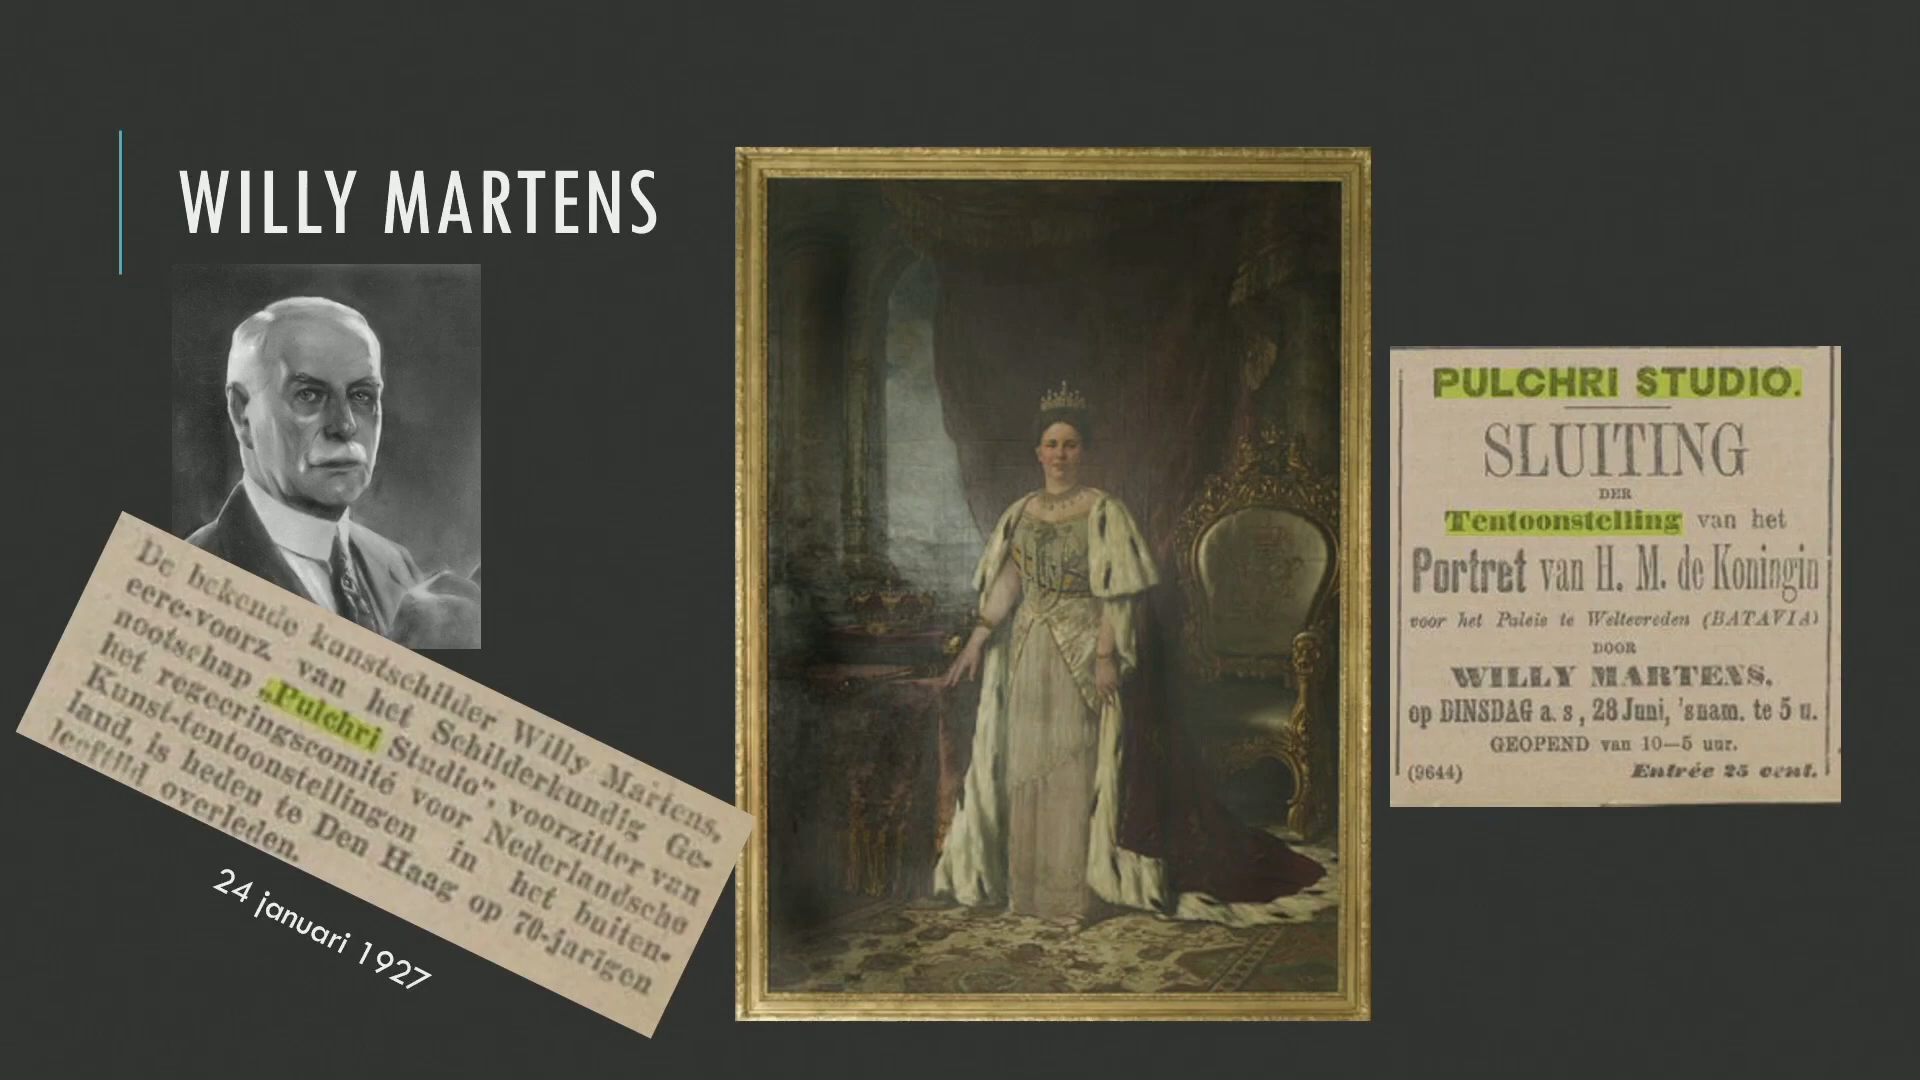 WILLY MARTENS
De bekende kunstschilder Willy Martens,
eere-voorz. van het Schilderkundig Ge-
nootschap „Pulchri Studio", voorzitter van
het regeeringscomité voor Nederlandsche
Kunst-tentoonstellingen in het buiten-
land, is heden te Den Haag op 70-jarigen
leeftijd overleden.
24 januari 1927
PULCHRI STUDIO.
SLUITING
DER
Tentoonstelling van het
Portret van H. M. de Koningin
voor het Paleis te Weltevreden (BATAVIA)
DOOR
WILLY MARTENS,
op DINSDAG a. s, 28 Juni, 'snam. te 5 u.
GEOPEND van 10—5 uur.
(9644) Entrée 25 cent.